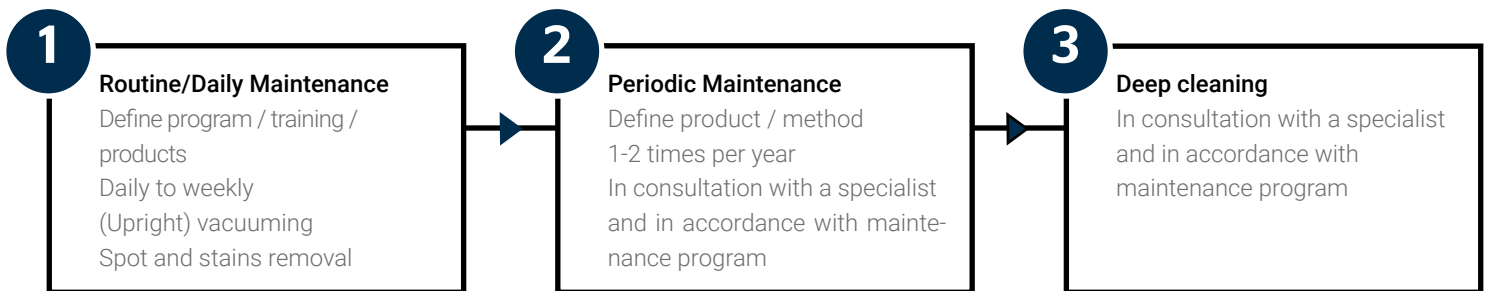 1
Routine/Daily Maintenance
Define program / training /
products
Daily to weekly
(Upright) vacuuming
Spot and stains removal
2
Periodic Maintenance
Define product / method
1-2 times per year
In consultation with a specialist
and in accordance with mainte-
nance program
3
Deep cleaning
In consultation with a specialist
and in accordance with
maintenance program